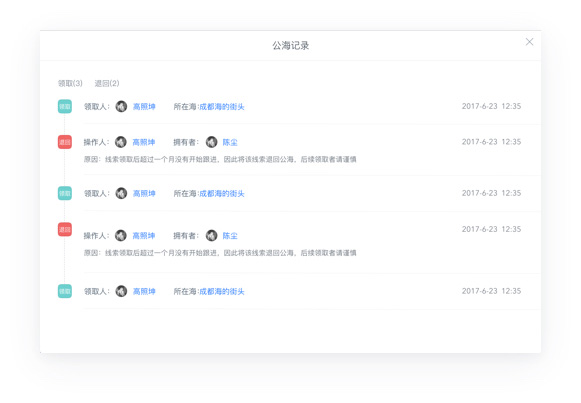 公海记录
领取(3) 退回(2)
领取 领取人： 高照坤 所在海:成都海的街头 2017-6-23 12:35
退回 操作人： 高照坤 拥有者： 陈尘 2017-6-23 12:35
原因：线索领取后超过一个月没有开始跟进，因此将该线索退回公海，后续领取者请谨慎
领取 领取人： 高照坤 所在海:成都海的街头 2017-6-23 12:35
退回 操作人： 高照坤 拥有者： 陈尘 2017-6-23 12:35
原因：线索领取后超过一个月没有开始跟进，因此将该线索退回公海，后续领取者请谨慎
领取 领取人： 高照坤 所在海:成都海的街头 2017-6-23 12:35